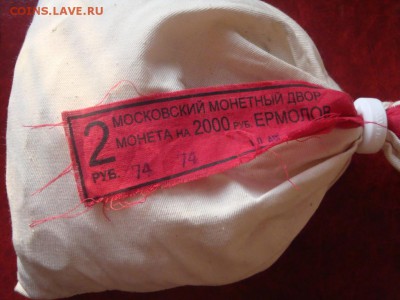 COINS.LAVE.RU
2
РУБ.
МОСКОВСКИЙ МОНЕТНЫЙ ДВОР
МОНЕТА НА 2000 РУБ. ЕРМОЛОВ
74 74